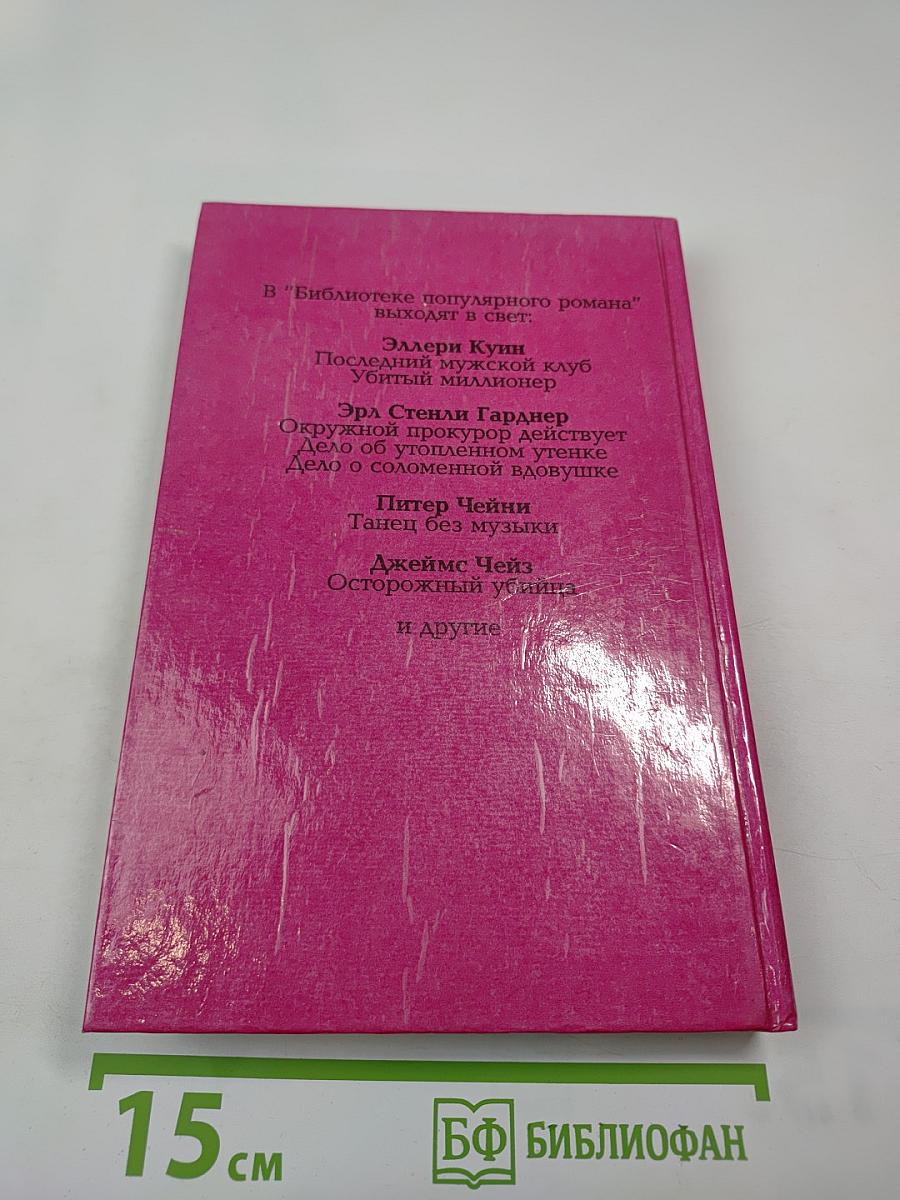 В "Библиотеке популярного романа"
выходят в свет:
Эллери Куин
Последний мужской клуб
Убитый миллионер
Эрл Стенли Гарднер
Окружной прокурор действует
Дело об утопленном утенке
Дело о соломенной вдовушке
Питер Чейни
Танец без музыки
Джеймс Чейз
Осторожный убийца
и другие
15 см
БФ БИБЛИОФАН